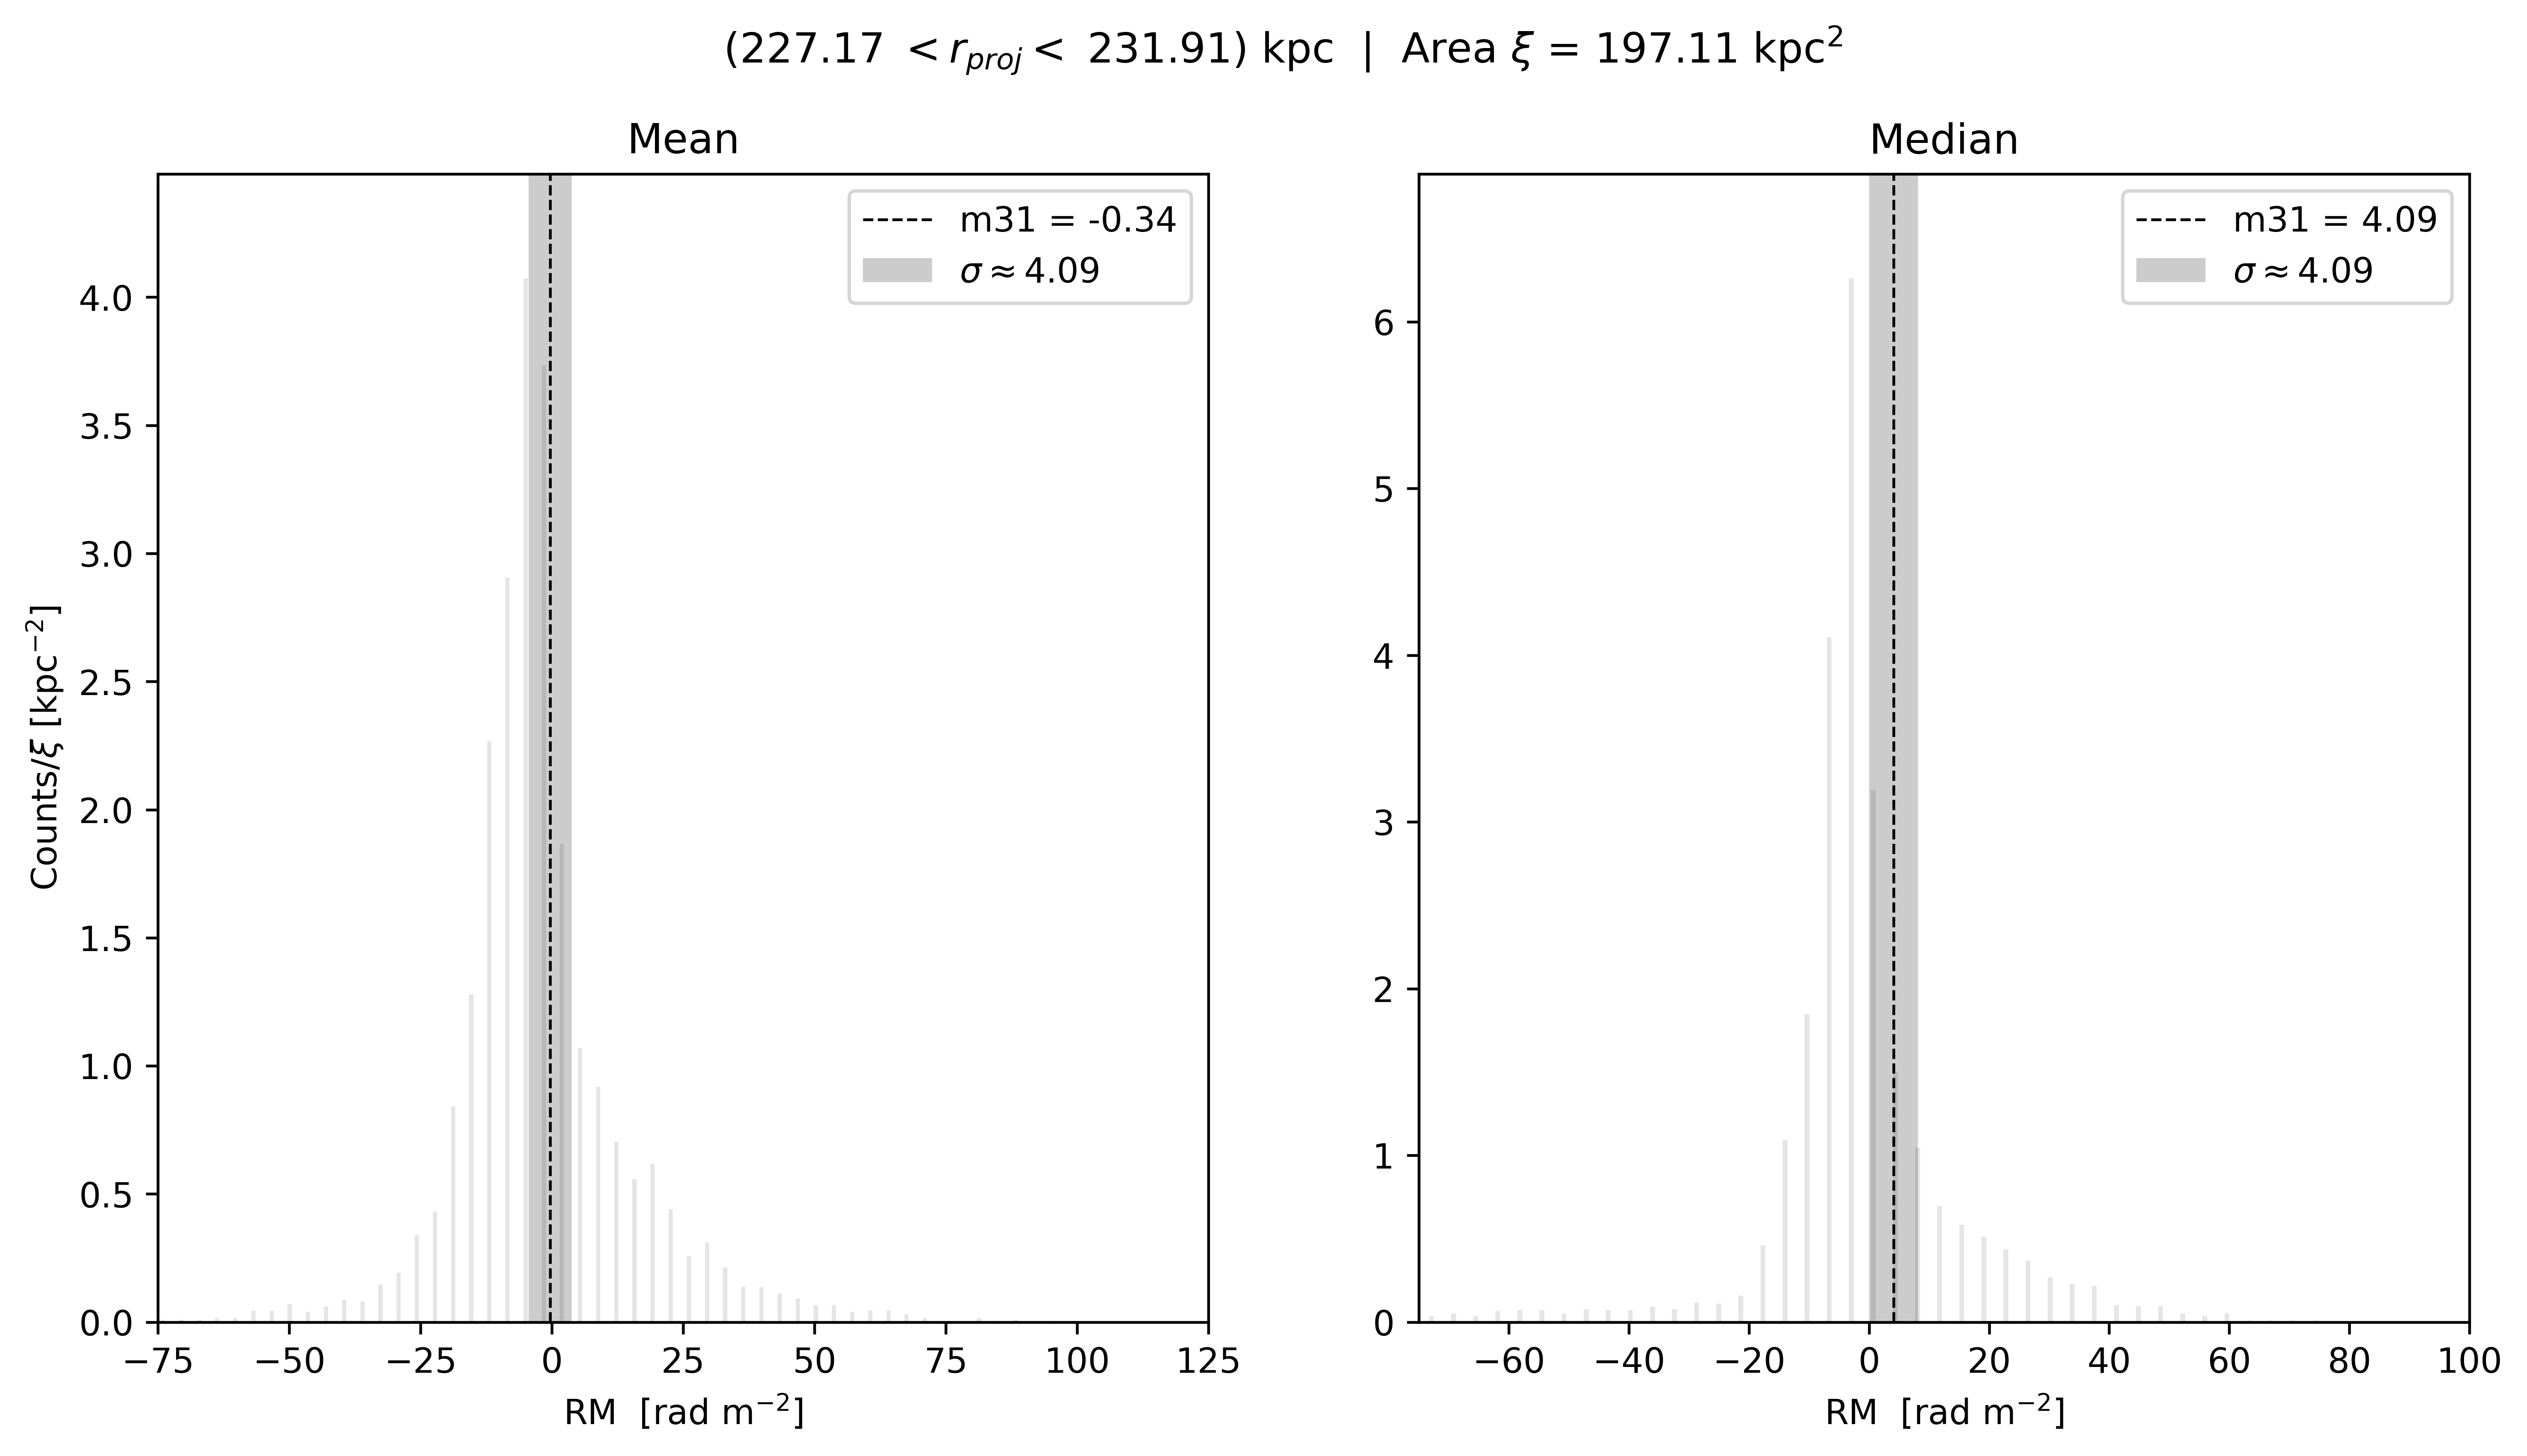 (227.17 < r_proj < 231.91) kpc | Area ξ = 197.11 kpc²
Mean
m31 = -0.34
σ ≈ 4.09
4.0
3.5
3.0
2.5
2.0
1.5
1.0
0.5
0.0
Counts/ξ [kpc⁻²]
−75 −50 −25 0 25 50 75 100 125
RM [rad m⁻²]
Median
m31 = 4.09
σ ≈ 4.09
6
5
4
3
2
1
0
−60 −40 −20 0 20 40 60 80 100
RM [rad m⁻²]